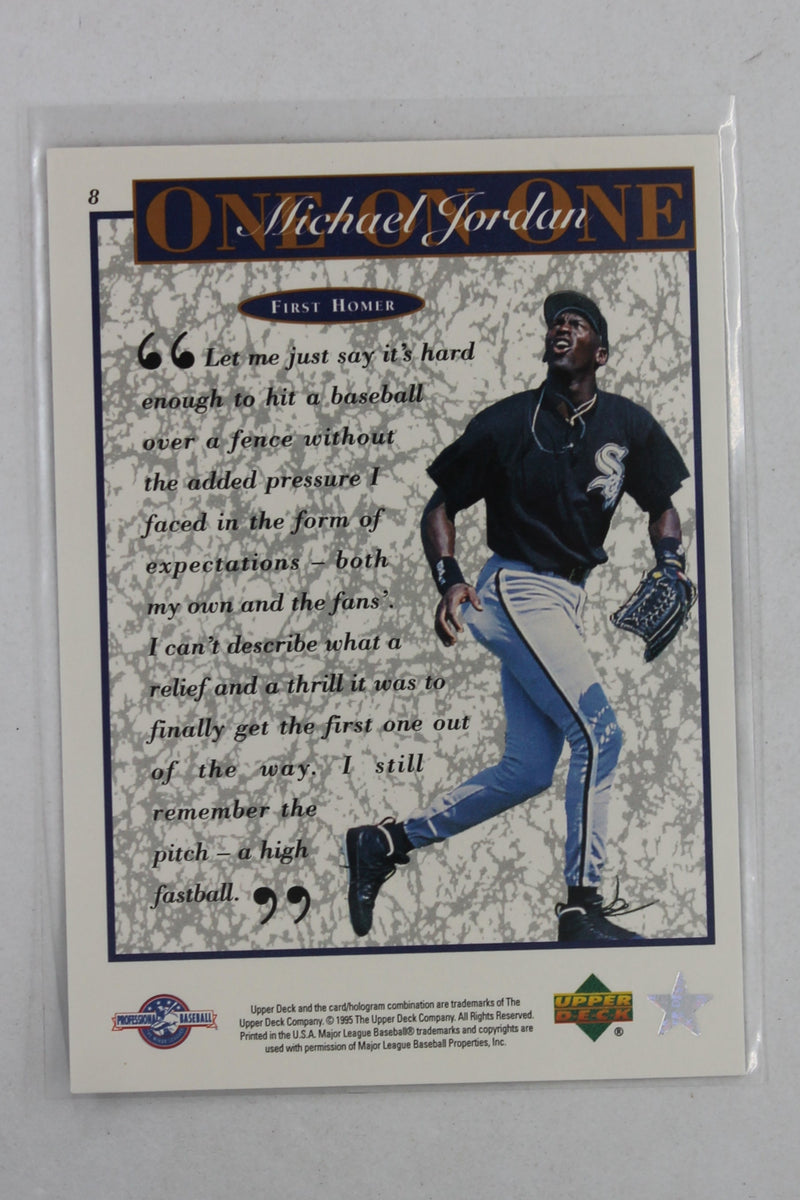 8
ONE-ON-ONE
Michael Jordan
FIRST HOMER
“ Let me just say it's hard
enough to hit a baseball
over a fence without
the added pressure I
faced in the form of
expectations – both
my own and the fans'.
I can't describe what a
relief and a thrill it was to
finally get the first one out
of the way. I still
remember the
pitch – a high
fastball. ”
Sox
PROFESSIONAL BASEBALL
Upper Deck and the card/hologram combination are trademarks of The
Upper Deck Company. © 1995 The Upper Deck Company. All Rights Reserved.
Printed in the U.S.A. Major League Baseball® trademarks and copyrights are
used with permission of Major League Baseball Properties, Inc.
UPPER
DECK
®